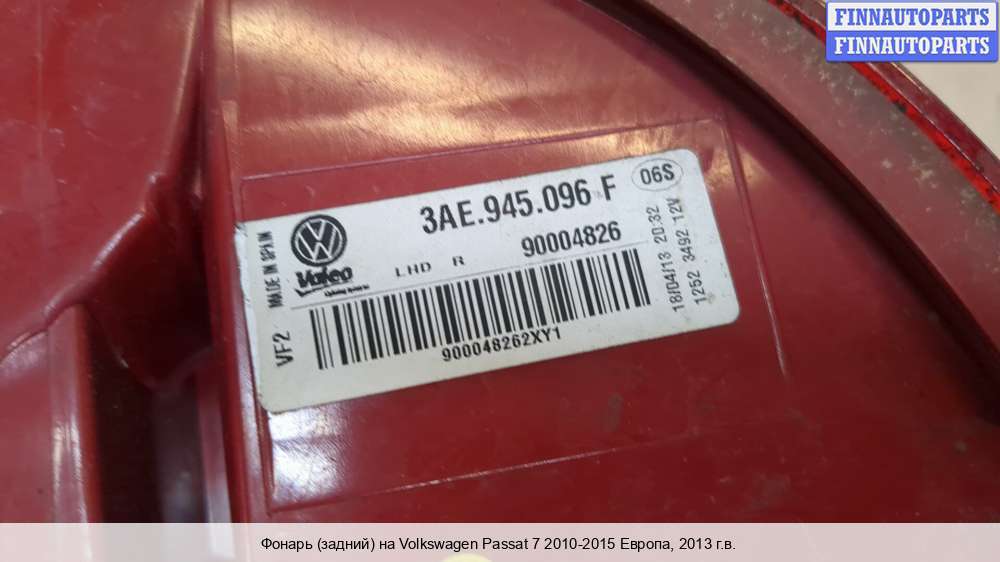 FINNAUTOPARTS
FINNAUTOPARTS
3AE.945.096 F
06S
90004826
LHD R
Valeo
MADE IN SPAIN
VF2
900048262XY1
18/04/13 20:32
1252 3492 12V
Фонарь (задний) на Volkswagen Passat 7 2010-2015 Европа, 2013 г.в.